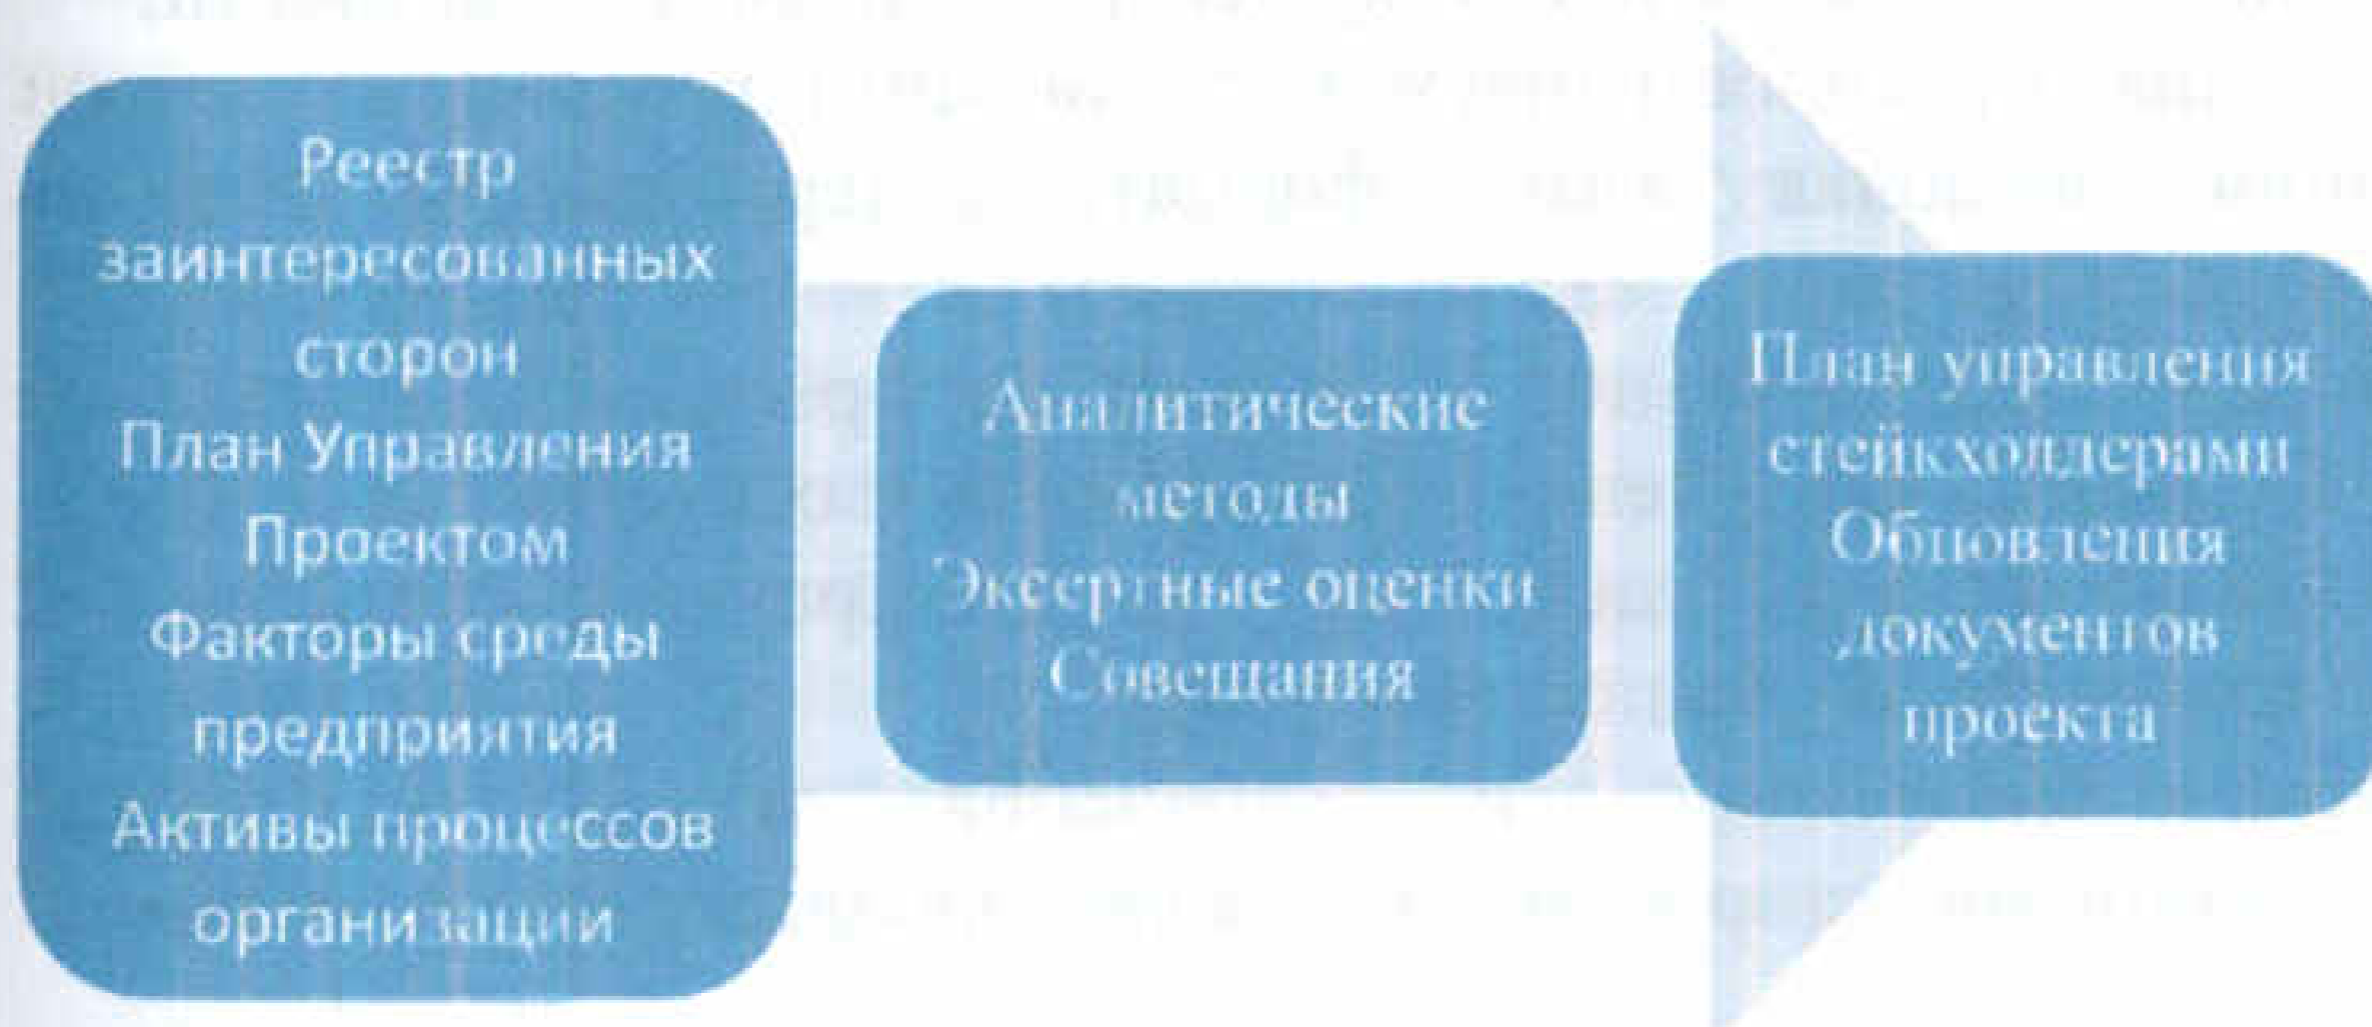 Реестр
заинтересованных
сторон
План Управления
Проектом
Факторы среды
предприятия
Активы процессов
организации
Аналитические
методы
Эксертные оценки
Совещания
План управления
стейкхолдерами
Обновления
документов
проекта